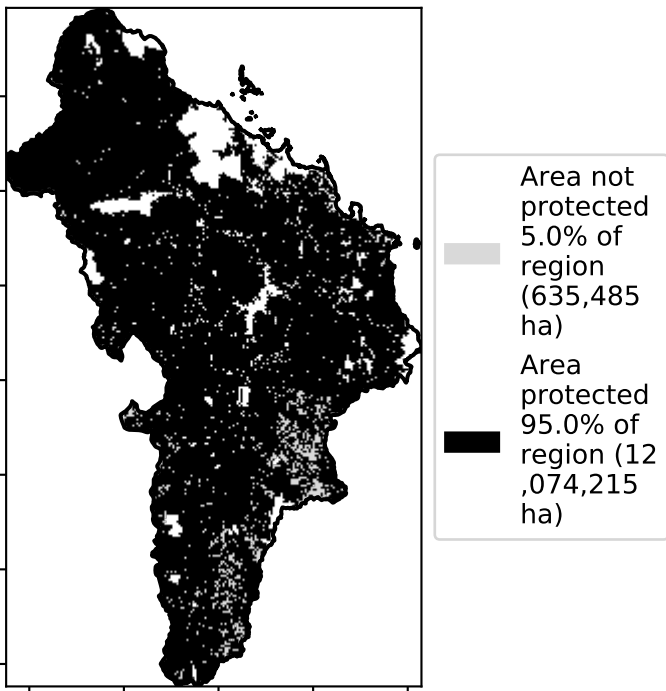 Area not
protected
5.0% of
region
(635,485
ha)
Area
protected
95.0% of
region (12
,074,215
ha)